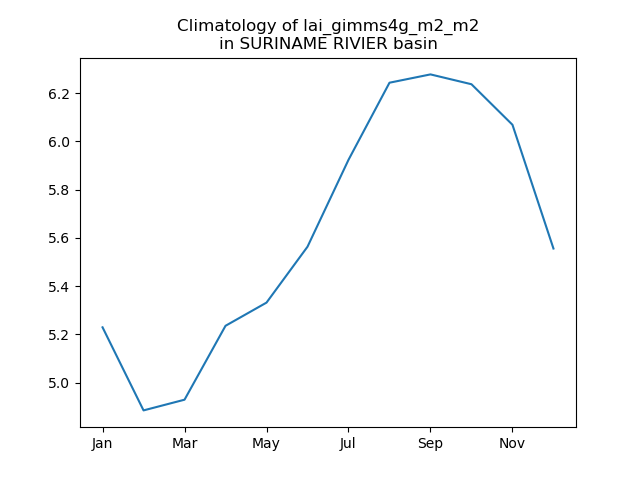 Climatology of lai_gimms4g_m2_m2
in SURINAME RIVIER basin
6.2
6.0
5.8
5.6
5.4
5.2
5.0
Jan Mar May Jul Sep Nov